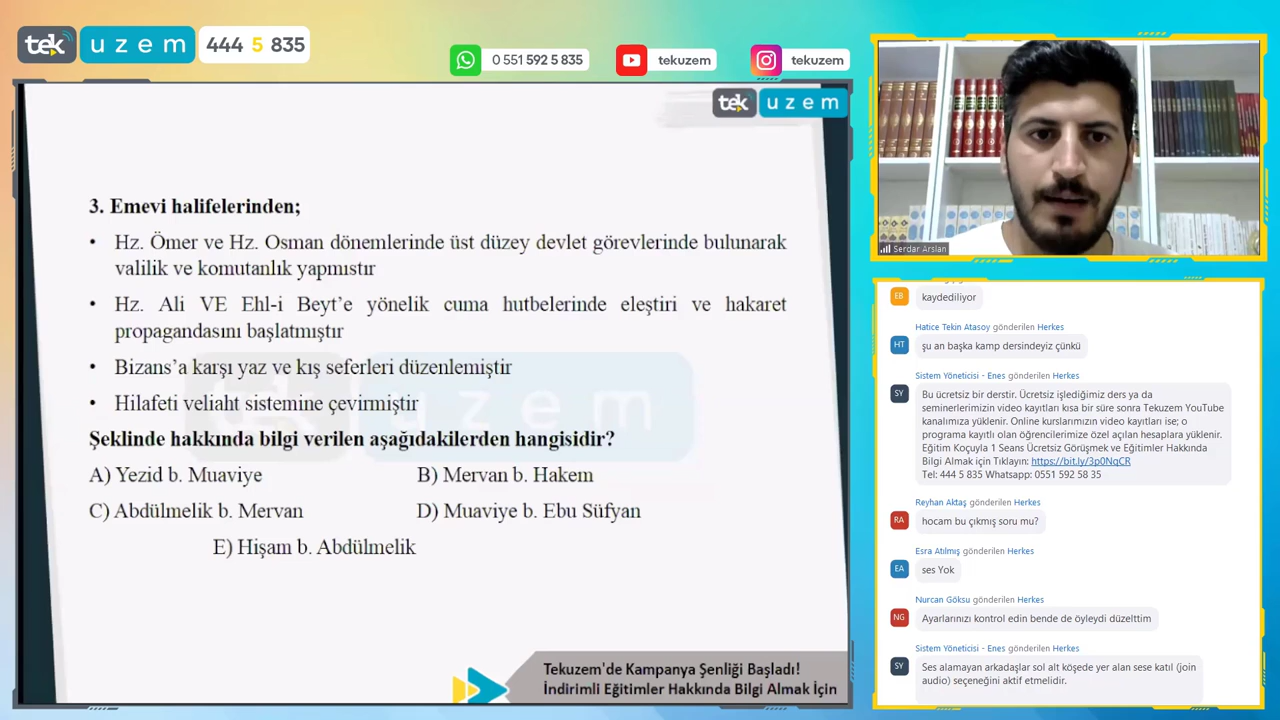 tek uzem 444 5 835
0 551 592 5 835
tekuzem
tekuzem
tek uzem
3. Emevi halifelerinden;
• Hz. Ömer ve Hz. Osman dönemlerinde üst düzey devlet görevlerinde bulunarak
valilik ve komutanlık yapmıstır
• Hz. Ali VE Ehl-i Beyt’e yönelik cuma hutbelerinde eleştiri ve hakaret
propagandasını başlatmıştır
• Bizans’a karşı yaz ve kış seferleri düzenlemiştir
• Hilafeti veliaht sistemine çevirmiştir
Şeklinde hakkında bilgi verilen aşağıdakilerden hangisidir?
A) Yezid b. Muaviye
B) Mervan b. Hakem
C) Abdülmelik b. Mervan
D) Muaviye b. Ebu Süfyan
E) Hişam b. Abdülmelik
uzem
Tekuzem'de Kampanya Şenliği Başladı!
İndirimli Eğitimler Hakkında Bilgi Almak İçin
Serdar Arslan
EB
kaydediliyor
Hatice Tekin Atasoy gönderilen Herkes
HT
şu an başka kamp dersindeyiz çünkü
Sistem Yöneticisi - Enes gönderilen Herkes
SY
Bu ücretsiz bir derstir. Ücretsiz işlediğimiz ders ya da
seminerlerimizin video kayıtları kısa bir süre sonra Tekuzem YouTube
kanalımıza yüklenir. Online kurslarımızın video kayıtları ise; o
programa kayıtlı olan öğrencilerimize özel açılan hesaplara yüklenir.
Eğitim Koçuyla 1 Seans Ücretsiz Görüşmek ve Eğitimler Hakkında
Bilgi Almak için Tıklayın: https://bit.ly/3p0NqCR
Tel: 444 5 835 Whatsapp: 0551 592 58 35
Reyhan Aktaş gönderilen Herkes
RA
hocam bu çıkmış soru mu?
Esra Atılmış gönderilen Herkes
EA
ses Yok
Nurcan Göksu gönderilen Herkes
NG
Ayarlarınızı kontrol edin bende de öyleydi düzelttim
Sistem Yöneticisi - Enes gönderilen Herkes
SY
Ses alamayan arkadaşlar sol alt köşede yer alan sese katıl (join
audio) seçeneğini aktif etmelidir.